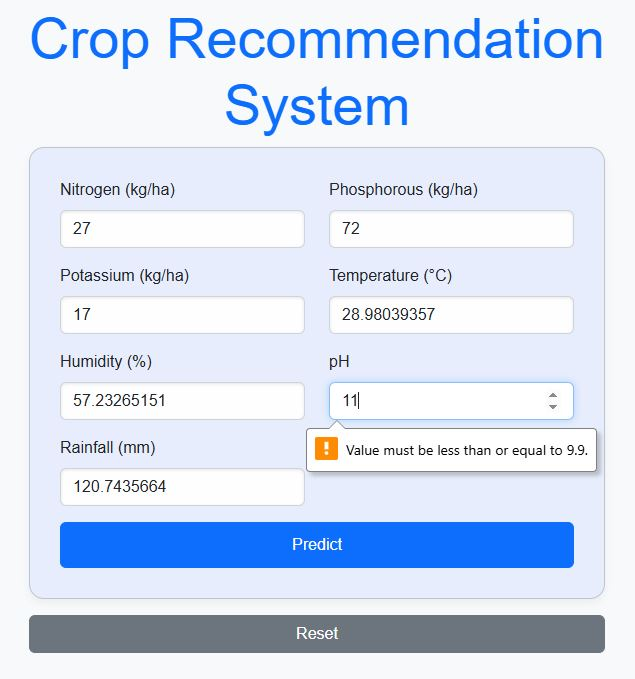 Crop Recommendation
System
Nitrogen (kg/ha)
27
Phosphorous (kg/ha)
72
Potassium (kg/ha)
17
Temperature (°C)
28.98039357
Humidity (%)
57.23265151
pH
11
Value must be less than or equal to 9.9.
Rainfall (mm)
120.7435664
Predict
Reset